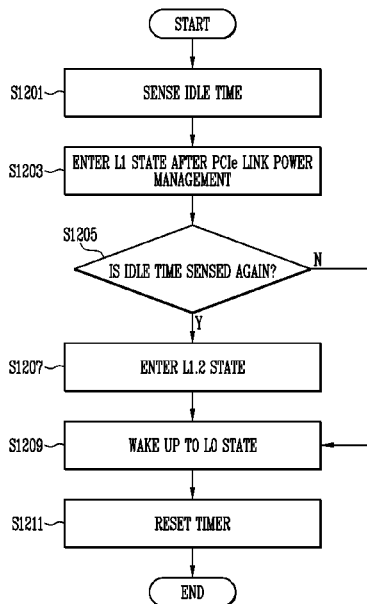 START
S1201
SENSE IDLE TIME
S1203
ENTER L1 STATE AFTER PCIe LINK POWER
MANAGEMENT
S1205
IS IDLE TIME SENSED AGAIN?
N
Y
S1207
ENTER L1.2 STATE
S1209
WAKE UP TO L0 STATE
S1211
RESET TIMER
END